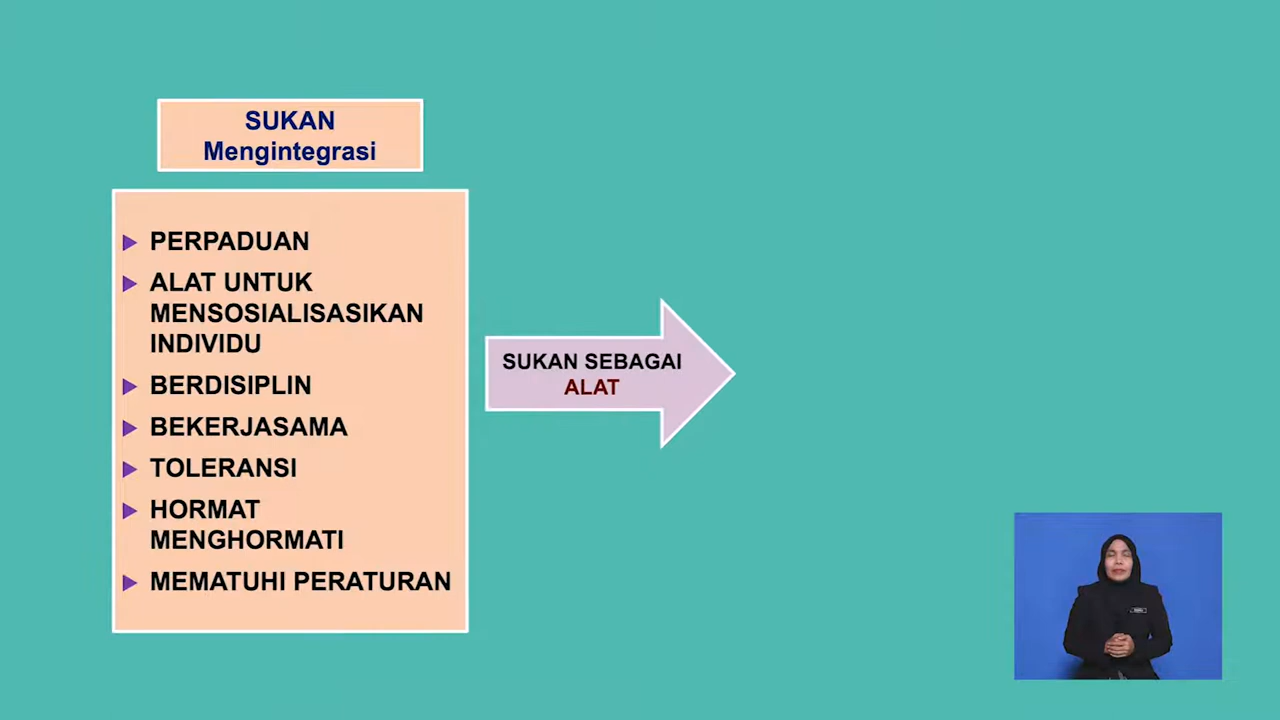 SUKAN
Mengintegrasi
PERPADUAN
ALAT UNTUK
MENSOSIALISASIKAN
INDIVIDU
BERDISIPLIN
BEKERJASAMA
TOLERANSI
HORMAT
MENGHORMATI
MEMATUHI PERATURAN
SUKAN SEBAGAI
ALAT